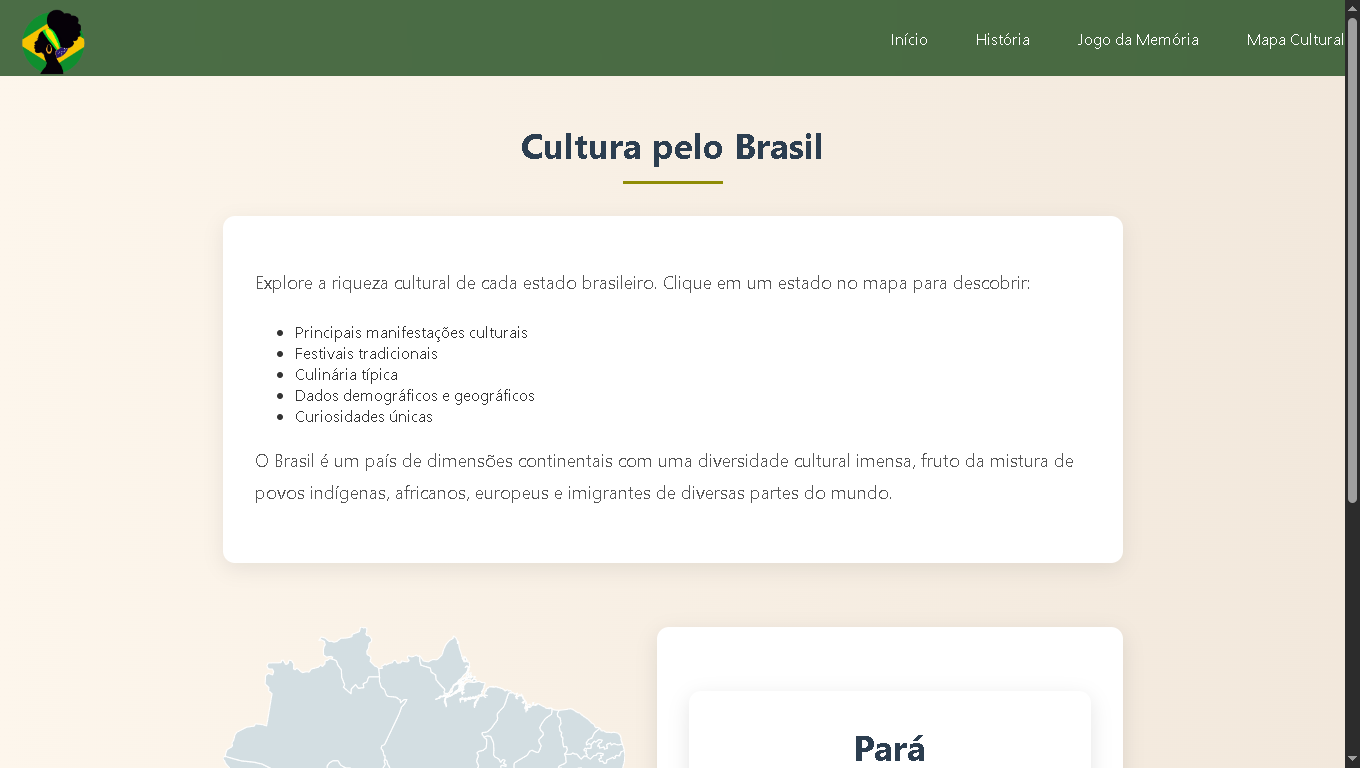 Início História Jogo da Memória Mapa Cultural
Cultura pelo Brasil
Explore a riqueza cultural de cada estado brasileiro. Clique em um estado no mapa para descobrir:
Principais manifestações culturais
Festivais tradicionais
Culinária típica
Dados demográficos e geográficos
Curiosidades únicas
O Brasil é um país de dimensões continentais com uma diversidade cultural imensa, fruto da mistura de
povos indígenas, africanos, europeus e imigrantes de diversas partes do mundo.
Pará